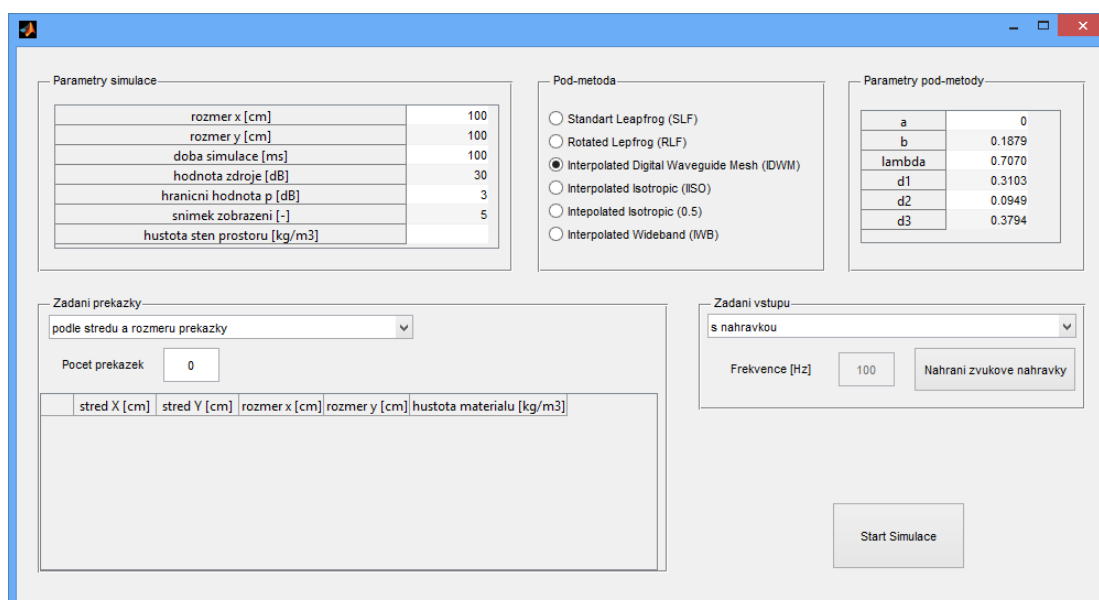 Parametry simulace
rozmer x [cm] 100
rozmer y [cm] 100
doba simulace [ms] 100
hodnota zdroje [dB] 30
hranicni hodnota p [dB] 3
snimek zobrazeni [-] 5
hustota sten prostoru [kg/m3]
Pod-metoda
Standart Leapfrog (SLF)
Rotated Lepfrog (RLF)
Interpolated Digital Waveguide Mesh (IDWM)
Interpolated Isotropic (IISO)
Intepolated Isotropic (0.5)
Interpolated Wideband (IWB)
Parametry pod-metody
a 0
b 0.1879
lambda 0.7070
d1 0.3103
d2 0.0949
d3 0.3794
Zadani prekazky
podle stredu a rozmeru prekazky
Pocet prekazek 0
stred X [cm] stred Y [cm] rozmer x [cm] rozmer y [cm] hustota materialu [kg/m3]
Zadani vstupu
s nahravkou
Frekvence [Hz] 100 Nahrani zvukove nahravky
Start Simulace